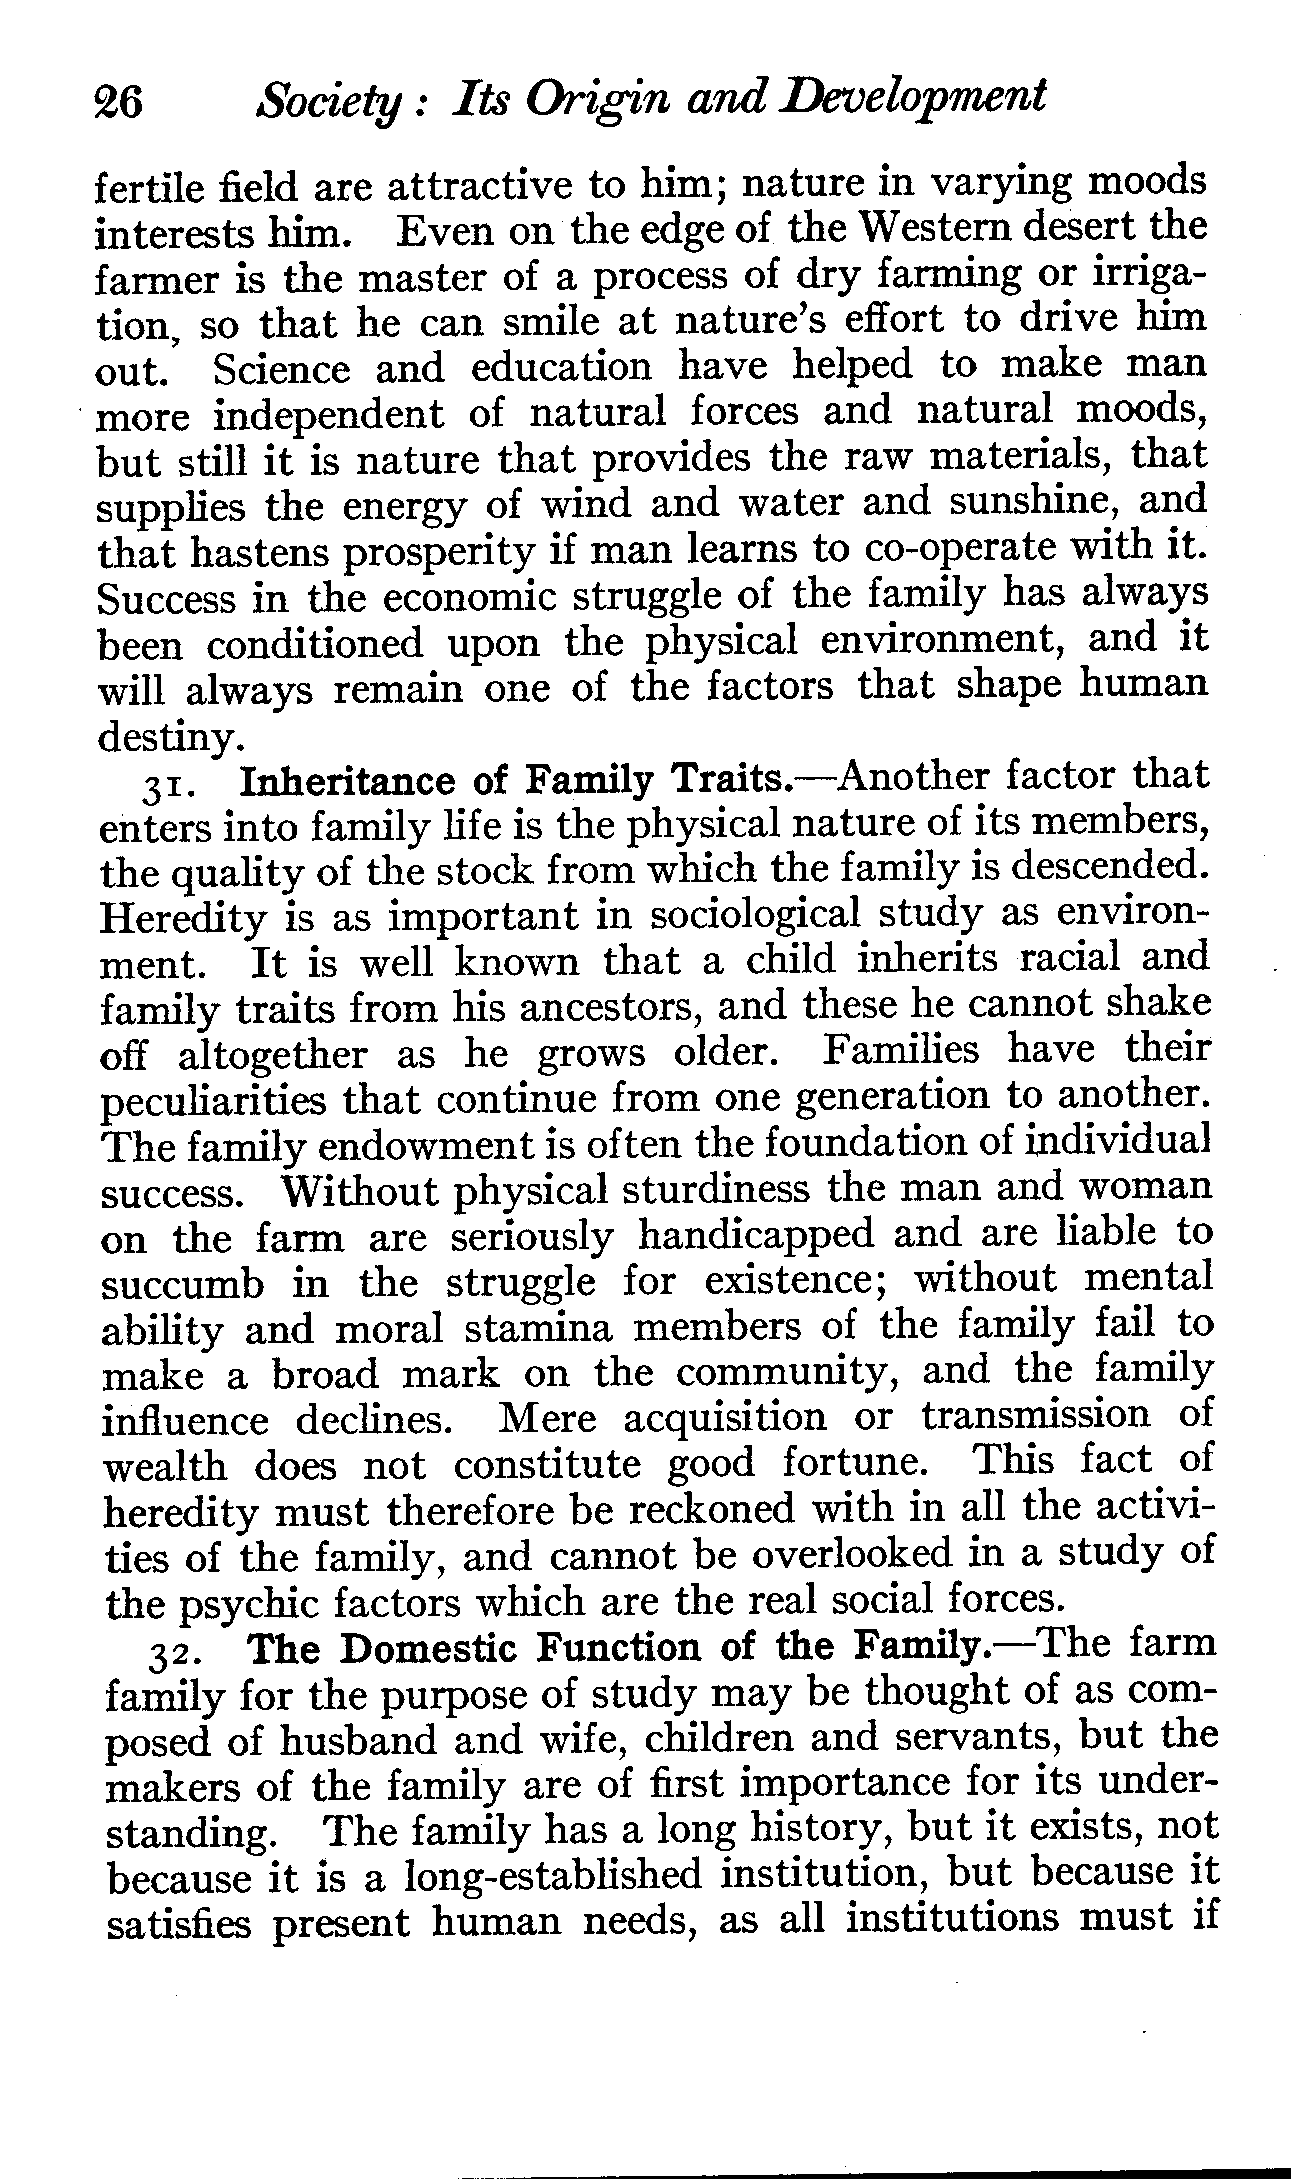 26 Society : Its Origin and Development
fertile field are attractive to him; nature in varying moods
interests him. Even on the edge of the Western desert the
farmer is the master of a process of dry farming or irriga-
tion, so that he can smile at nature's effort to drive him
out. Science and education have helped to make man
more independent of natural forces and natural moods,
but still it is nature that provides the raw materials, that
supplies the energy of wind and water and sunshine, and
that hastens prosperity if man learns to co-operate with it.
Success in the economic struggle of the family has always
been conditioned upon the physical environment, and it
will always remain one of the factors that shape human
destiny.
31. Inheritance of Family Traits.—Another factor that
enters into family life is the physical nature of its members,
the quality of the stock from which the family is descended.
Heredity is as important in sociological study as environ-
ment. It is well known that a child inherits racial and
family traits from his ancestors, and these he cannot shake
off altogether as he grows older. Families have their
peculiarities that continue from one generation to another.
The family endowment is often the foundation of individual
success. Without physical sturdiness the man and woman
on the farm are seriously handicapped and are liable to
succumb in the struggle for existence; without mental
ability and moral stamina members of the family fail to
make a broad mark on the community, and the family
influence declines. Mere acquisition or transmission of
wealth does not constitute good fortune. This fact of
heredity must therefore be reckoned with in all the activi-
ties of the family, and cannot be overlooked in a study of
the psychic factors which are the real social forces.
32. The Domestic Function of the Family.—The farm
family for the purpose of study may be thought of as com-
posed of husband and wife, children and servants, but the
makers of the family are of first importance for its under-
standing. The family has a long history, but it exists, not
because it is a long-established institution, but because it
satisfies present human needs, as all institutions must if